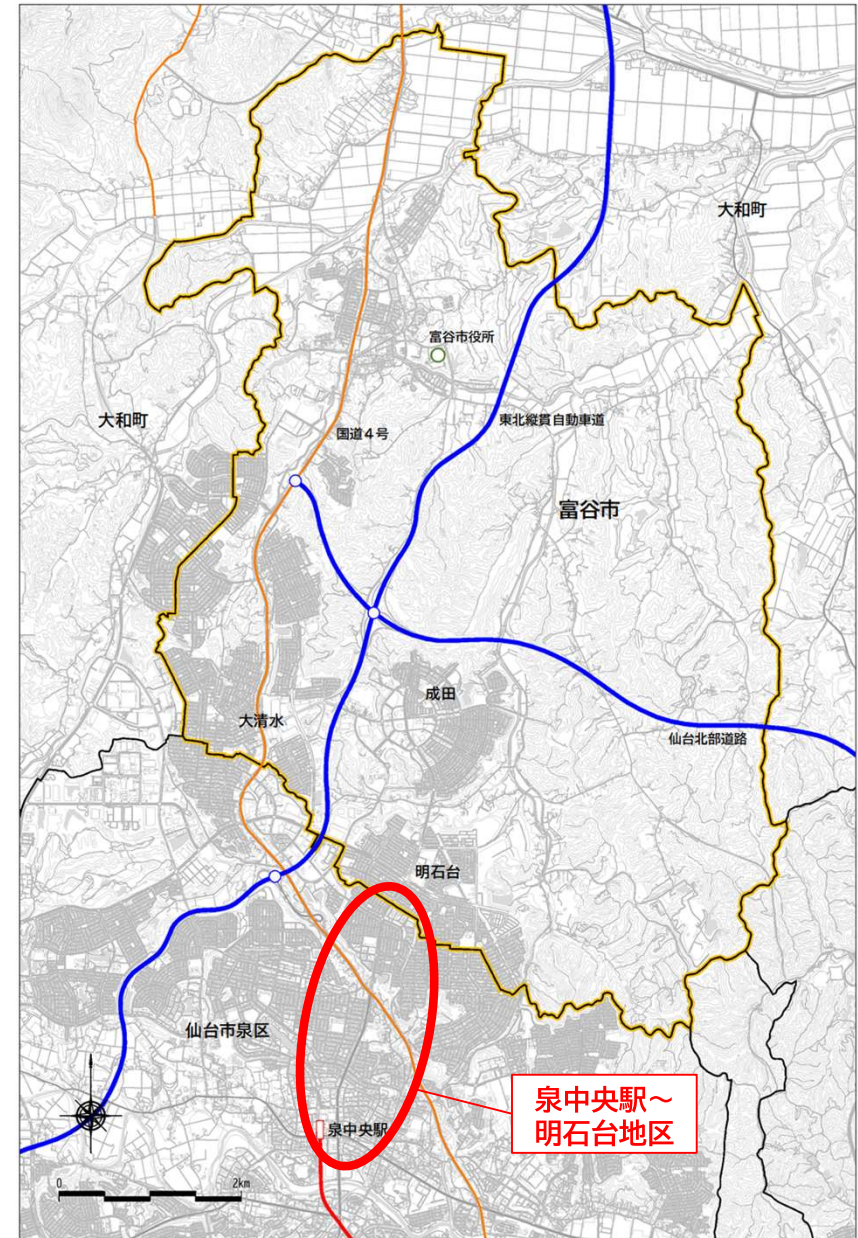 大和町
富谷市役所
大和町
東北縦貫自動車道
国道4号
富谷市
成田
大清水
仙台北部道路
明石台
仙台市泉区
泉中央駅～
明石台地区
泉中央駅
0 2km